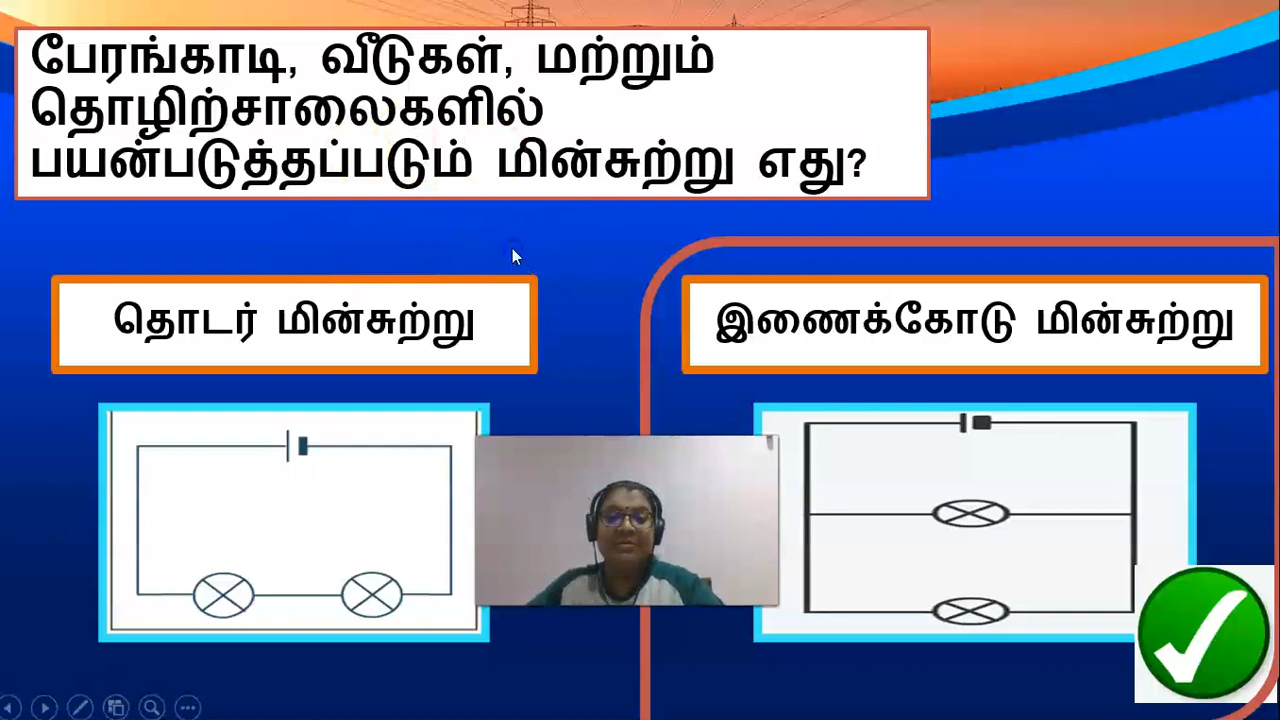 பேரங்காடி, வீடுகள், மற்றும்
தொழிற்சாலைகளில்
பயன்படுத்தப்படும் மின்சுற்று எது?
தொடர் மின்சுற்று
இணைக்கோடு மின்சுற்று